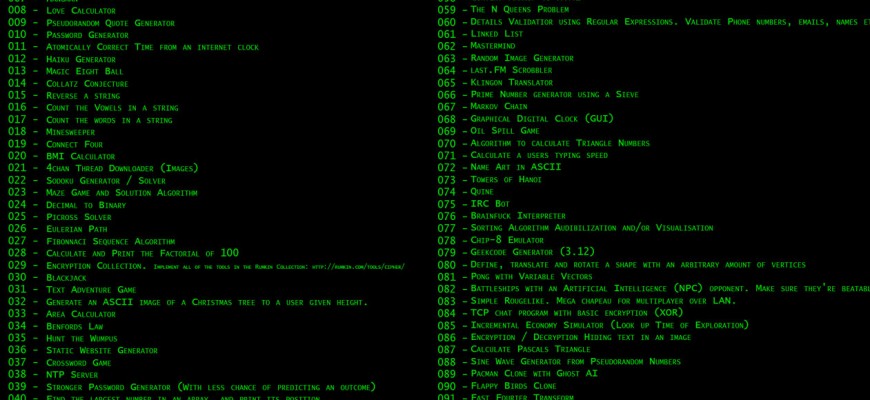 008 - Love Calculator
009 - Pseudorandom Quote Generator
010 - Password Generator
011 - Atomically Correct Time from an internet clock
012 - Haiku Generator
013 - Magic Eight Ball
014 - Collatz Conjecture
015 - Reverse a string
016 - Count the Vowels in a string
017 - Count the words in a string
018 - Minesweeper
019 - Connect Four
020 - BMI Calculator
021 - 4chan Thread Downloader (Images)
022 - Sudoku Generator / Solver
023 - Maze Game and Solution Algorithm
024 - Decimal to Binary
025 - Picross Solver
026 - Eulerian Path
027 - Fibonnaci Sequence Algorithm
028 - Calculate and Print the Factorial of 100
029 - Encryption Collection. Implement all of the tools in the Rumkin Collection: http://rumkin.com/tools/cipher/
030 - Blackjack
031 - Text Adventure Game
032 - Generate an ASCII image of a Christmas tree to a user given height.
033 - Area Calculator
034 - Benfords Law
035 - Hunt the Wumpus
036 - Static Website Generator
037 - Crossword Game
038 - NTP Server
039 - Stronger Password Generator (With less chance of predicting an outcome)
040 - Find the largest number in an array, and print its position
059 - The N Queens Problem
060 - Details Validatior using Regular Expressions. Validate Phone numbers, emails, names et
061 - Linked List
062 - Mastermind
063 - Random Image Generator
064 - last.fm Scrobbler
065 - Klingon Translator
066 - Prime Number generator using a Sieve
067 - Markov Chain
068 - Graphical Digital Clock (GUI)
069 - Oil Spill Game
070 - Algorithm to calculate Triangle Numbers
071 - Calculate a users typing speed
072 - Name Art in ASCII
073 - Towers of Hanoi
074 - Quine
075 - IRC Bot
076 - Brainfuck Interpreter
077 - Sorting Algorithm Audibilization and/or Visualisation
078 - Chip-8 Emulator
079 - Geekcode Generator (3.12)
080 - Define, translate and rotate a shape with an arbitrary amount of vertices
081 - Pong with Variable Vectors
082 - Battleships with an Artificial Intelligence (NPC) opponent. Make sure they're beatabl
083 - Simple Rougelike. Mega chapeau for multiplayer over LAN.
084 - TCP chat program with basic encryption (XOR)
085 - Incremental Economy Simulator (Look up Time of Exploration)
086 - Encryption / Decryption Hiding text in an image
087 - Calculate Pascals Triangle
088 - Sine Wave Generator from Pseudorandom Numbers
089 - Pacman Clone with Ghost AI
090 - Flappy Birds Clone
091 - Fast Fourier Transform